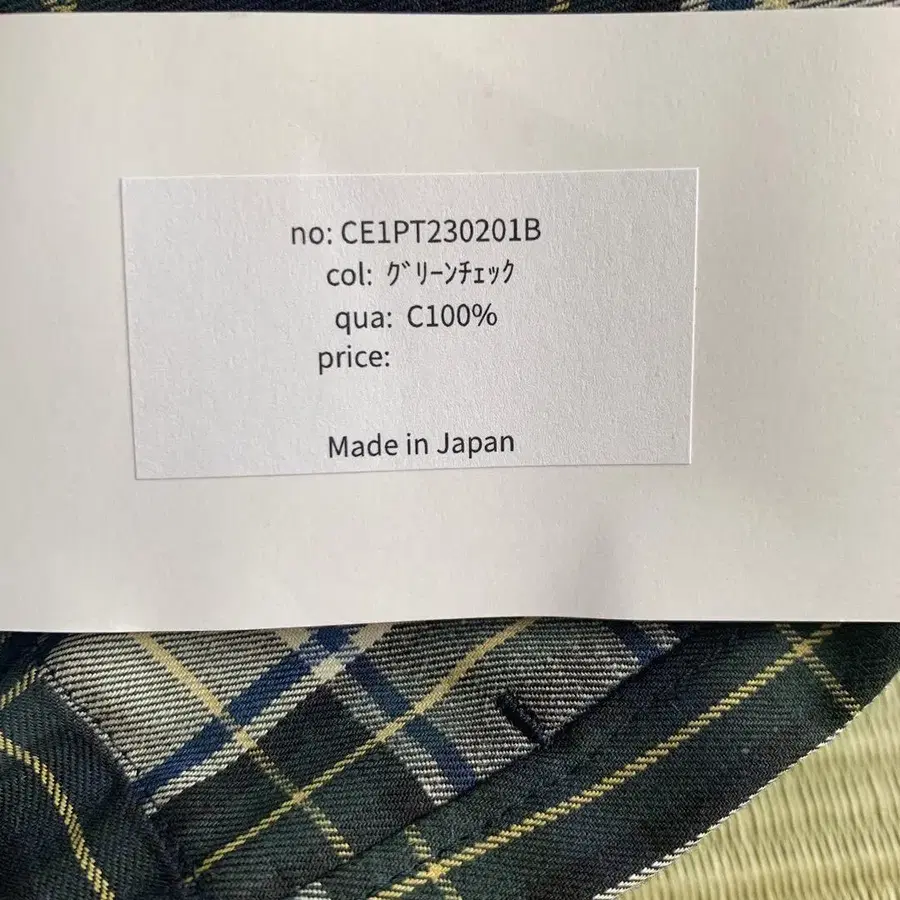 no: CE1PT230201B
col: ｸﾞﾘｰﾝﾁｪｯｸ
qua: C100%
price:
Made in Japan